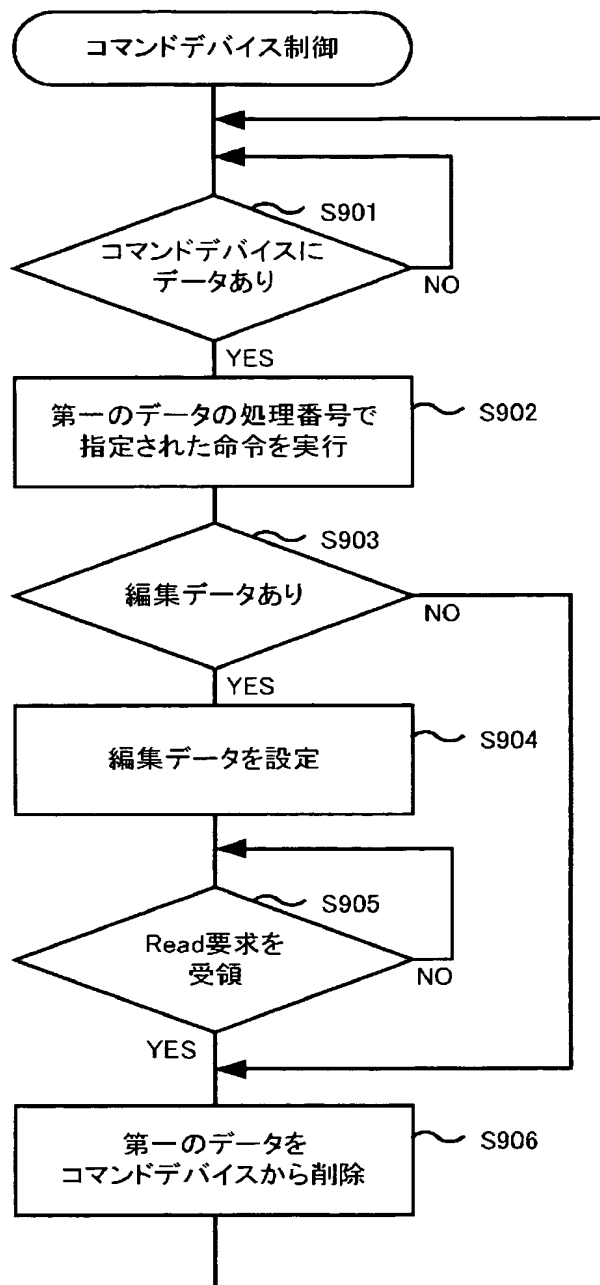 コマンドデバイス制御
S901
コマンドデバイスに
データあり
NO
YES
第一のデータの処理番号で
指定された命令を実行
S902
S903
編集データあり
NO
YES
編集データを設定
S904
S905
Read要求を
受領
NO
YES
第一のデータを
コマンドデバイスから削除
S906